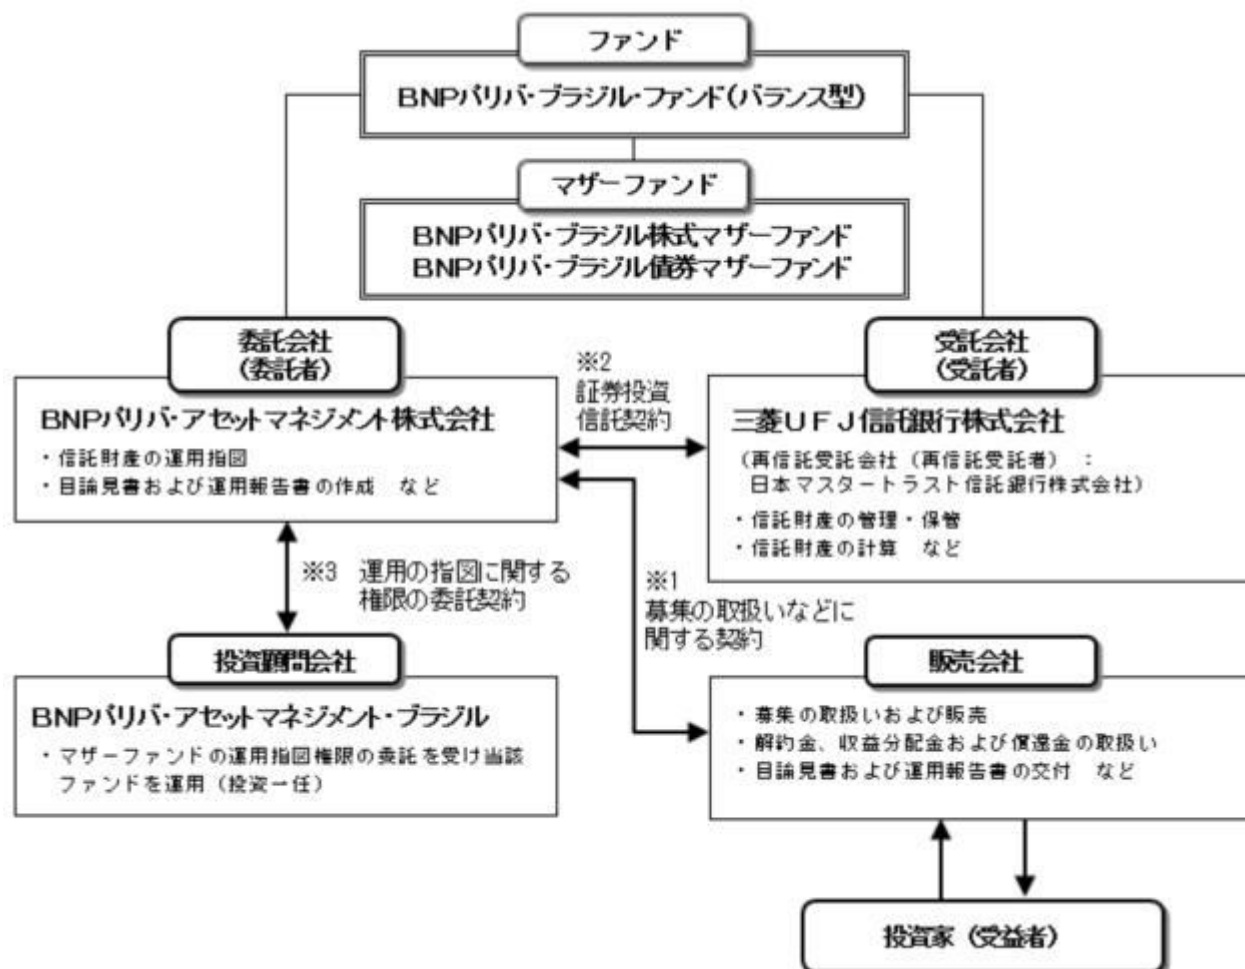 ファンド
BNPパリバ・ブラジル・ファンド(バランス型)
マザーファンド
BNPパリバ・ブラジル株式マザーファンド
BNPパリバ・ブラジル債券マザーファンド
委託会社
(委託者)
BNPパリバ・アセットマネジメント株式会社
・信託財産の運用指図
・目論見書および運用報告書の作成 など
※2
証券投資
信託契約
受託会社
(受託者)
三菱UFJ信託銀行株式会社
(再信託受託会社(再信託受託者) :
日本マスタートラスト信託銀行株式会社)
・信託財産の管理・保管
・信託財産の計算 など
※3 運用の指図に関する
権限の委託契約
※1
募集の取扱いなどに
関する契約
投資顧問会社
BNPパリバ・アセットマネジメント・ブラジル
・マザーファンドの運用指図権限の委託を受け当該
ファンドを運用(投資一任)
販売会社
・募集の取扱いおよび販売
・解約金、収益分配金および償還金の取扱い
・目論見書および運用報告書の交付 など
投資家(受益者)